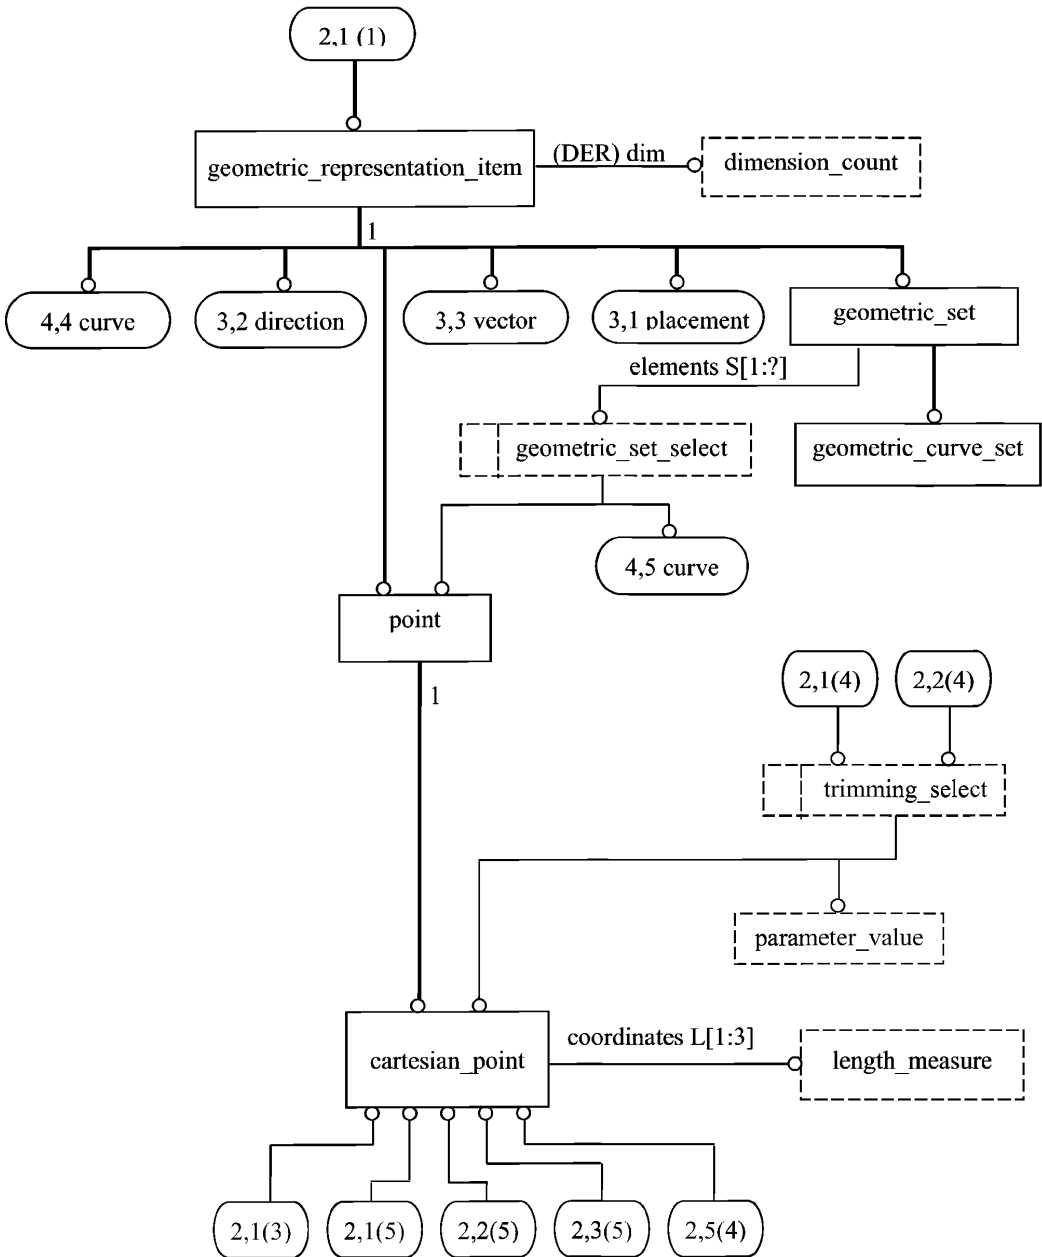 2,1 (1)
(DER) dim
dimension_count
geometric_representation_item
1
4,4 curve
3,2 direction
3,3 vector
3,1 placement
geometric_set
elements S[1:?]
geometric_set_select
geometric_curve_set
4,5 curve
point
1
2,1(4)
2,2(4)
trimming_select
parameter_value
coordinates L[1:3]
cartesian_point
length_measure
2,1(3)
2,1(5)
2,2(5)
2,3(5)
2,5(4)